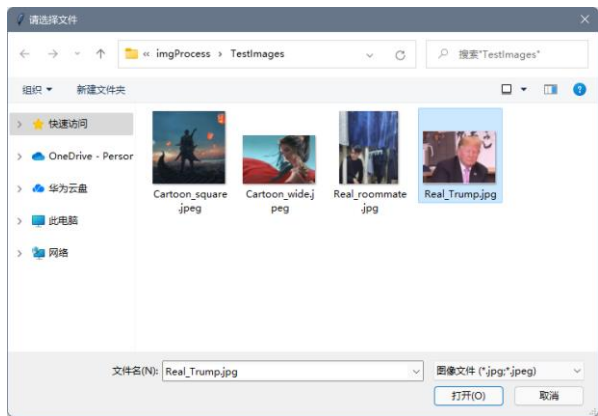 请选择文件
« imgProcess › TestImages
搜索"TestImages"
组织
新建文件夹
快速访问
OneDrive - Person
华为云盘
此电脑
网络
Cartoon_square
.jpeg
Cartoon_wide.j
peg
Real_roommate
.jpg
Real_Trump.jpg
文件名(N):
Real_Trump.jpg
图像文件 (*.jpg;*.jpeg)
打开(O)
取消